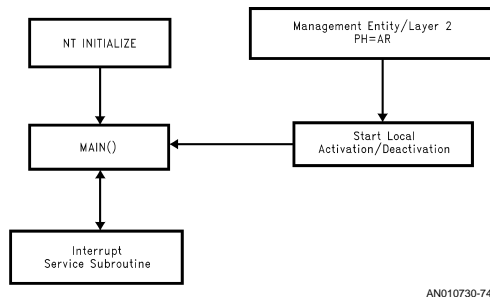 Management Entity/Layer 2
PH=AR
NT INITIALIZE
MAIN()
Start Local
Activation/Deactivation
Interrupt
Service Subroutine
AN010730-74